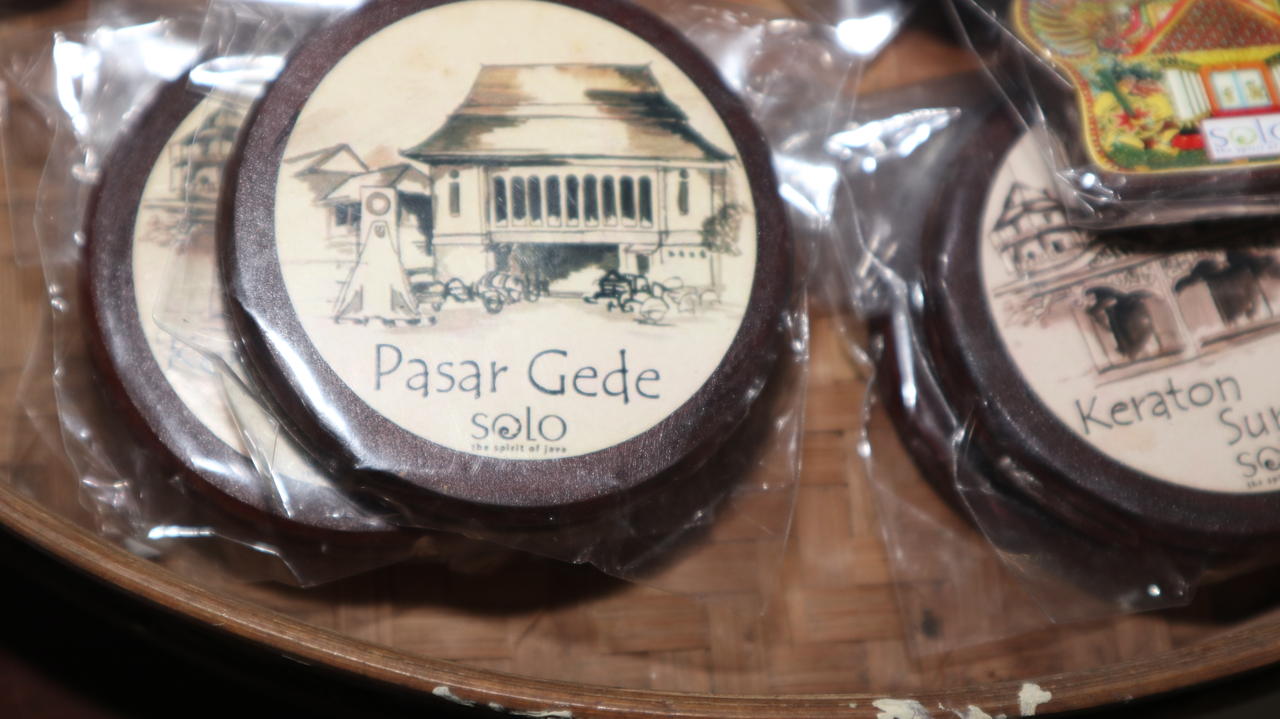 Pasar Gede
solo
the spirit of java
Keraton
solo